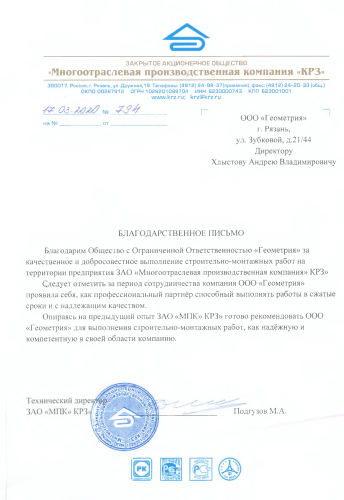 ЗАКРЫТОЕ АКЦИОНЕРНОЕ ОБЩЕСТВО
«Многоотраслевая производственная компания «КРЗ»
390017, Россия, г. Рязань, ул. Дружная, 18. Телефоны: (4912) 24-98-37 (приемная), факс: (4912) 24-20-33 (общ.)
ОКПО 00287913 ОГРН 1026201099704 ИНН 6230000743 КПП 623001001
www.krz.ru; krz@krz.ru
17.03.2020 № 794
на № от
ООО «Геометрия»
г. Рязань,
ул. Зубковой, д.21/44
Директору
Хлыстову Андрею Владимировичу
БЛАГОДАРСТВЕННОЕ ПИСЬМО
Благодарим Общество с Ограниченной Ответственностью «Геометрия» за
качественное и добросовестное выполнение строительно-монтажных работ на
территории предприятия ЗАО «Многоотраслевая производственная компания» КРЗ»
Следует отметить за период сотрудничества компания ООО «Геометрия»
проявила себя, как профессиональный партнёр способный выполнять работы в сжатые
сроки и с надлежащим качеством.
Опираясь на предыдущий опыт ЗАО «МПК» КРЗ» готово рекомендовать ООО
«Геометрия» для выполнения строительно-монтажных работ, как надёжную и
компетентную в своей области компанию.
Технический директор
ЗАО «МПК» КРЗ»
Подгузов М.А.
РК